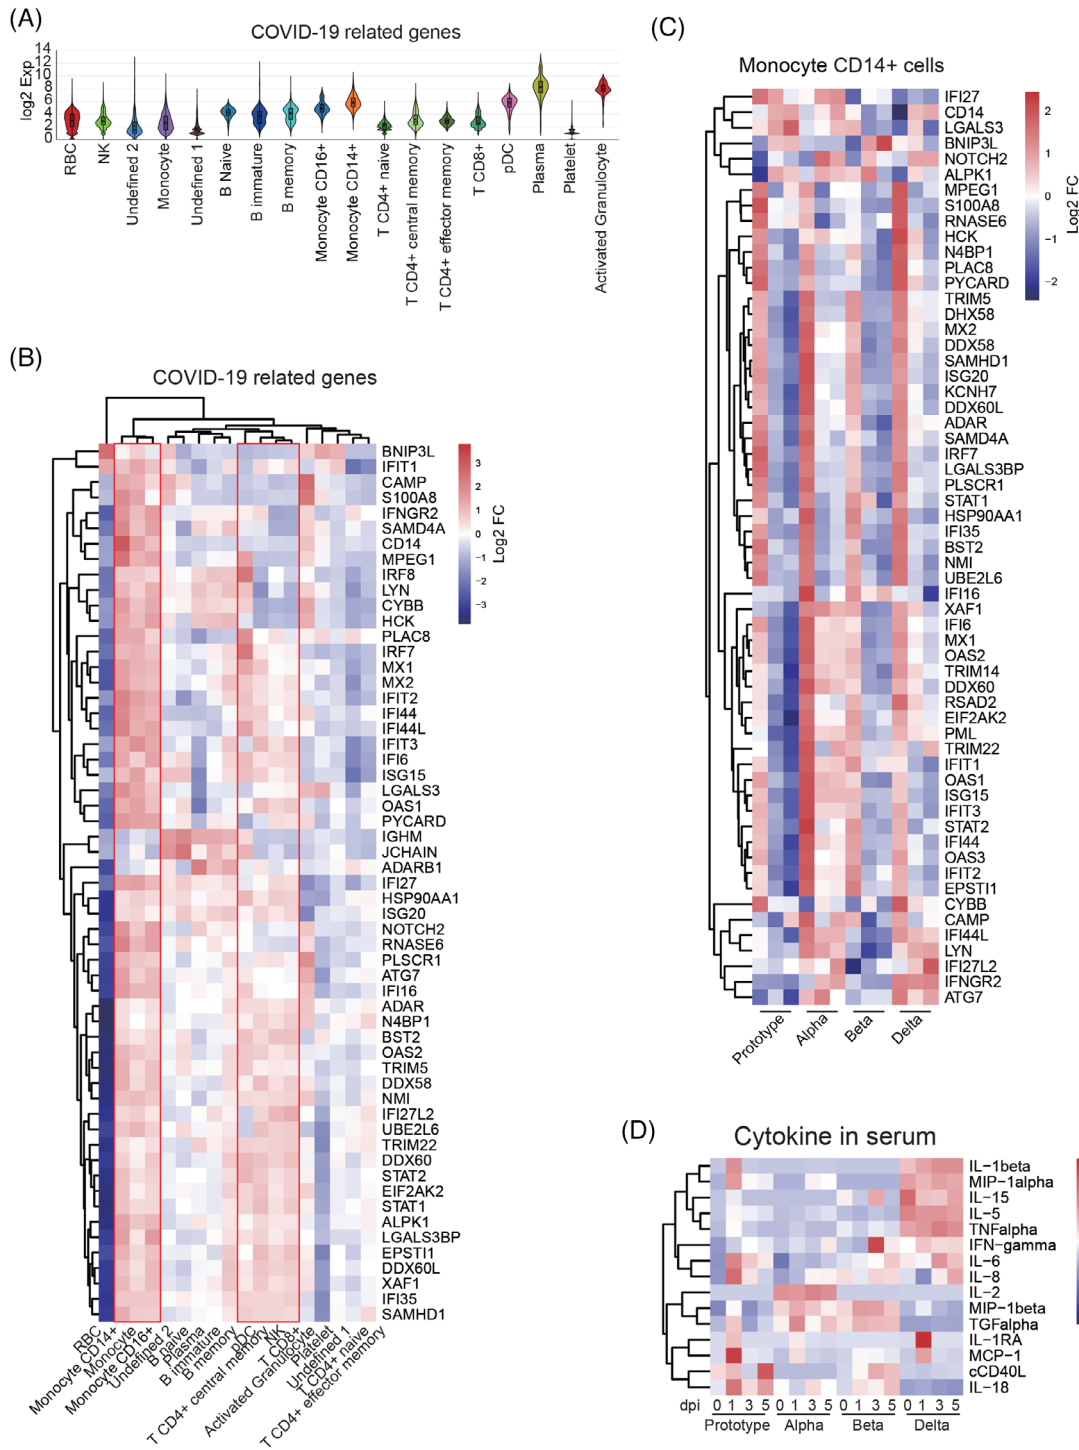 (A)
COVID-19 related genes
log2 Exp
14
12
10
8
6
4
2
0
RBC
NK
Undefined 2
Monocyte
Undefined 1
B Naive
B immature
B memory
Monocyte CD16+
Monocyte CD14+
T CD4+ naive
T CD4+ central memory
T CD4+ effector memory
T CD8+
pDC
Plasma
Platelet
Activated Granulocyte
(B)
COVID-19 related genes
BNIP3L
IFIT1
CAMP
S100A8
IFNGR2
SAMD4A
CD14
MPEG1
IRF8
LYN
CYBB
HCK
PLAC8
IRF7
MX1
MX2
IFIT2
IFI44
IFI44L
IFIT3
IFI6
ISG15
LGALS3
OAS1
PYCARD
IGHM
JCHAIN
ADARB1
IFI27
HSP90AA1
ISG20
NOTCH2
RNASE6
PLSCR1
ATG7
IFI16
ADAR
N4BP1
BST2
OAS2
TRIM5
DDX58
NMI
IFI27L2
UBE2L6
TRIM22
DDX60
STAT2
EIF2AK2
STAT1
ALPK1
LGALS3BP
EPSTI1
DDX60L
XAF1
IFI35
SAMHD1
3
2
1
0
−1
−2
−3
Log2 FC
RBC
Monocyte CD14+
Monocyte
Monocyte CD16+
Undefined 2
B naive
Plasma
B immature
B memory
pDC
T CD4+ central memory
NK
T CD8+
Activated Granulocyte
Platelet
Undefined 1
T CD4+ naive
T CD4+ effector memory
(C)
Monocyte CD14+ cells
IFI27
CD14
LGALS3
BNIP3L
NOTCH2
ALPK1
MPEG1
S100A8
RNASE6
HCK
N4BP1
PLAC8
PYCARD
TRIM5
DHX58
MX2
DDX58
SAMHD1
ISG20
KCNH7
DDX60L
ADAR
SAMD4A
IRF7
LGALS3BP
PLSCR1
STAT1
HSP90AA1
IFI35
BST2
NMI
UBE2L6
IFI16
XAF1
IFI6
MX1
OAS2
TRIM14
DDX60
RSAD2
EIF2AK2
PML
TRIM22
IFIT1
OAS1
ISG15
IFIT3
STAT2
IFI44
OAS3
IFIT2
EPSTI1
CYBB
CAMP
IFI44L
LYN
IFI27L2
IFNGR2
ATG7
2
1
0
−1
−2
Log2 FC
Prototype
Alpha
Beta
Delta
(D)
Cytokine in serum
IL−1beta
MIP−1alpha
IL−15
IL−5
TNFalpha
IFN−gamma
IL−6
IL−8
IL−2
MIP−1beta
TGFalpha
IL−1RA
MCP−1
cCD40L
IL−18
dpi 0 1 3 5 0 1 3 5 0 1 3 5 0 1 3 5
Prototype Alpha Beta Delta